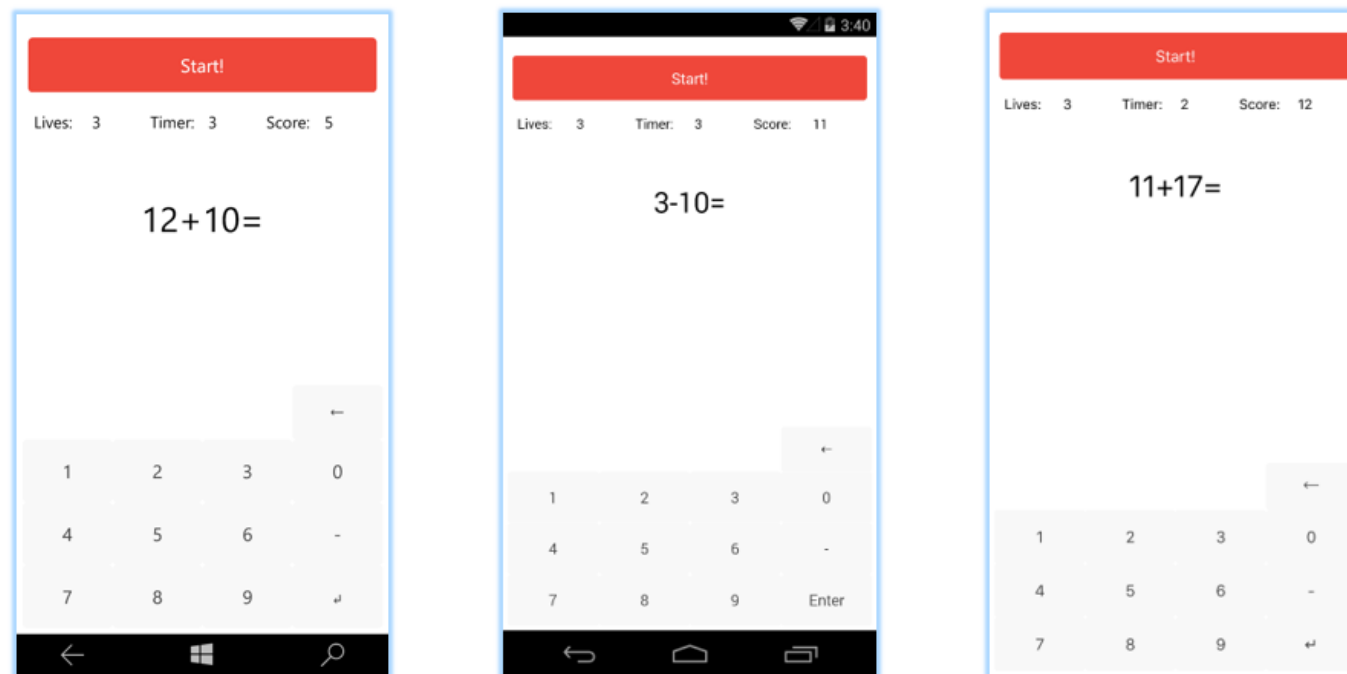 Start!
Lives: 3 Timer: 3 Score: 5
12+10=
←
1 2 3 0
4 5 6 -
7 8 9 ↵
3:40
Start!
Lives: 3 Timer: 3 Score: 11
3-10=
←
1 2 3 0
4 5 6 -
7 8 9 Enter
Start!
Lives: 3 Timer: 2 Score: 12
11+17=
←
1 2 3 0
4 5 6 -
7 8 9 ↵